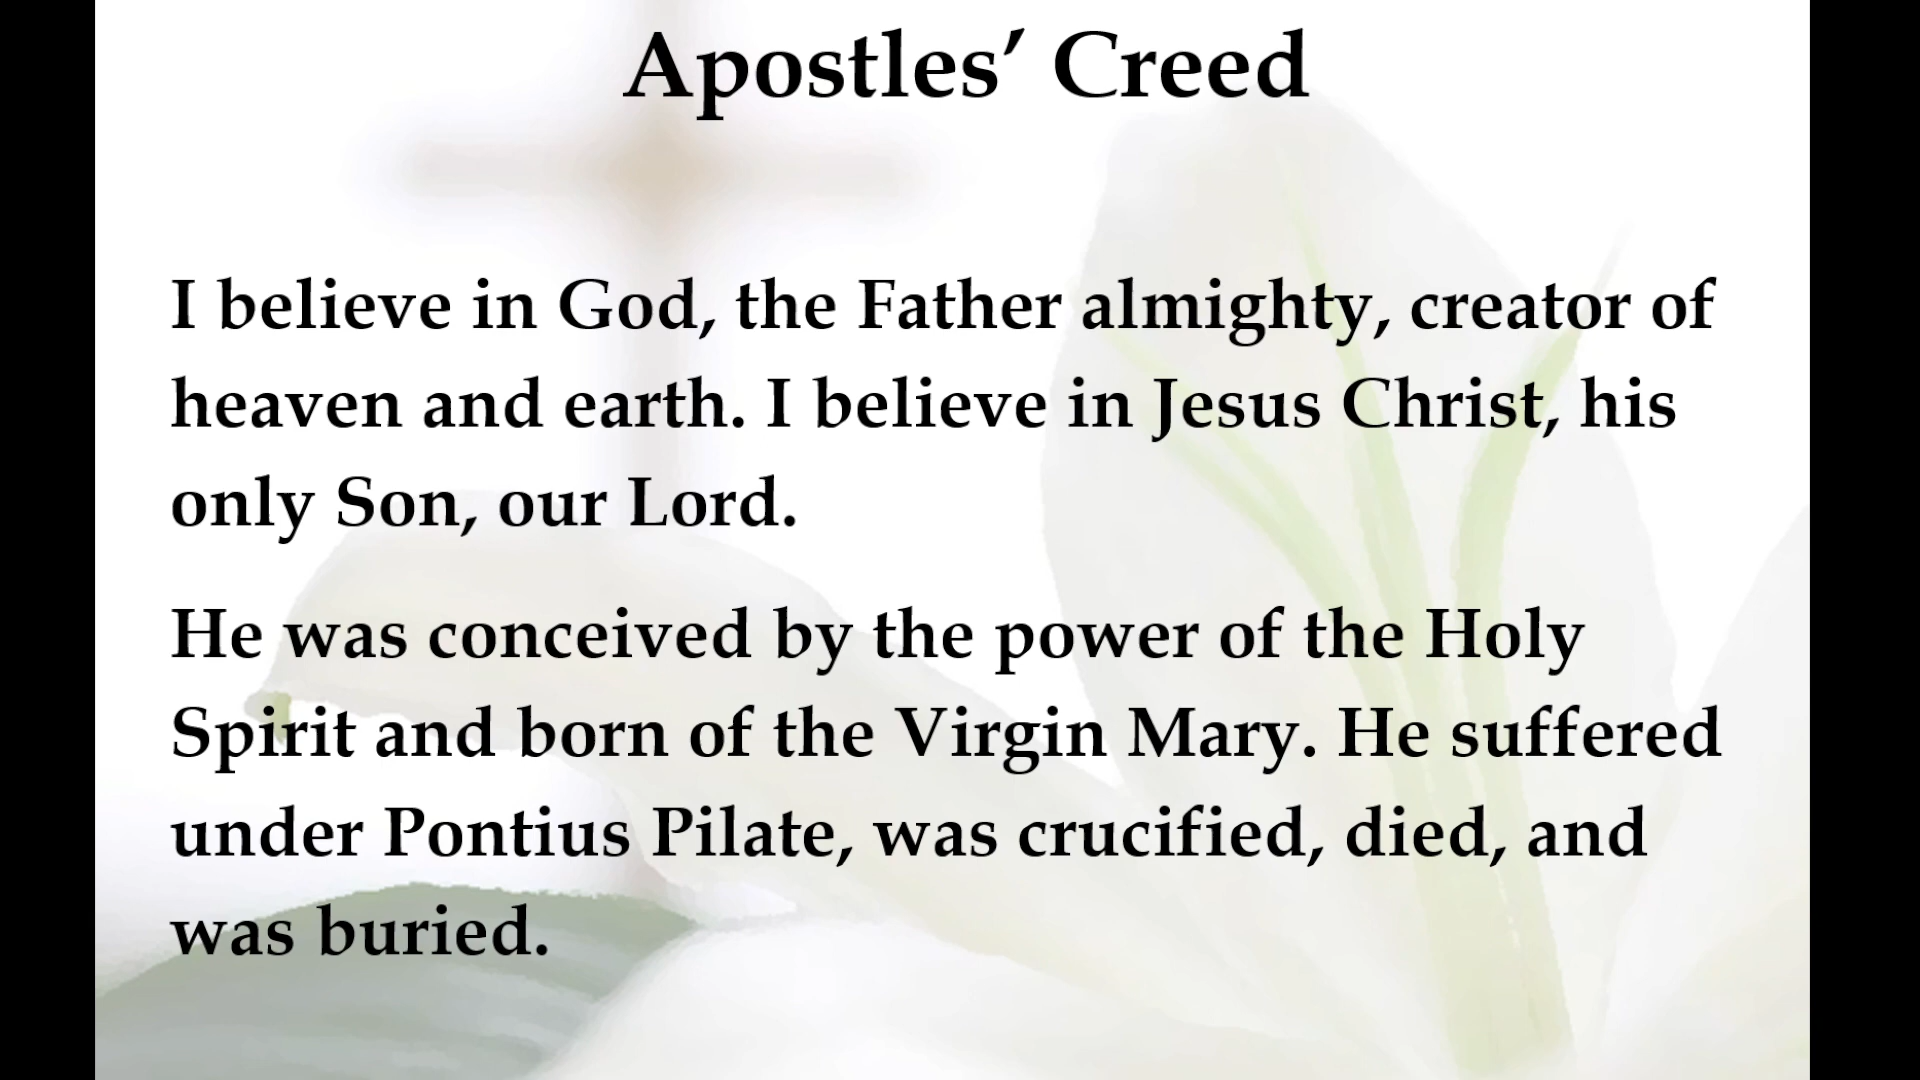 Apostles’ Creed
I believe in God, the Father almighty, creator of
heaven and earth. I believe in Jesus Christ, his
only Son, our Lord.
He was conceived by the power of the Holy
Spirit and born of the Virgin Mary. He suffered
under Pontius Pilate, was crucified, died, and
was buried.